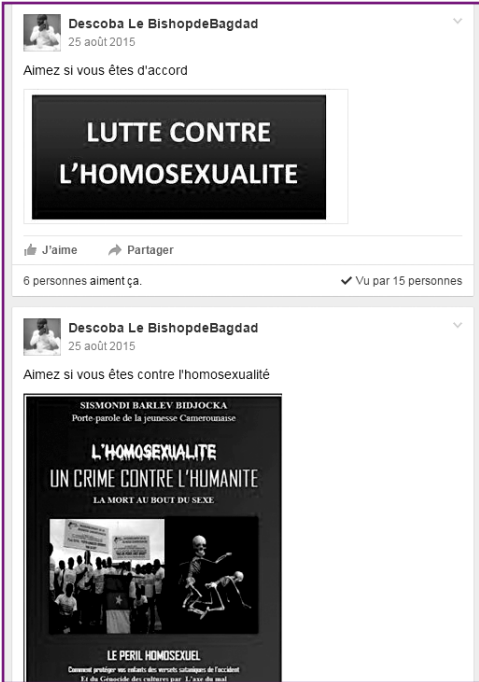 Descoba Le BishopdeBagdad
25 août 2015
Aimez si vous êtes d'accord
LUTTE CONTRE
L'HOMOSEXUALITE
J'aime Partager
6 personnes aiment ça. Vu par 15 personnes
Descoba Le BishopdeBagdad
25 août 2015
Aimez si vous êtes contre l'homosexualité
SISMONDI BARLEV BIDJOCKA
Porte-parole de la jeunesse Camerounaise
L'HOMOSEXUALITE
UN CRIME CONTRE L'HUMANITE
LA MORT AU BOUT DU SEXE
LE PERIL HOMOSEXUEL
Comment protéger vos enfants des versets sataniques de l'occident
Et du Génocide des cultures par L'axe du mal